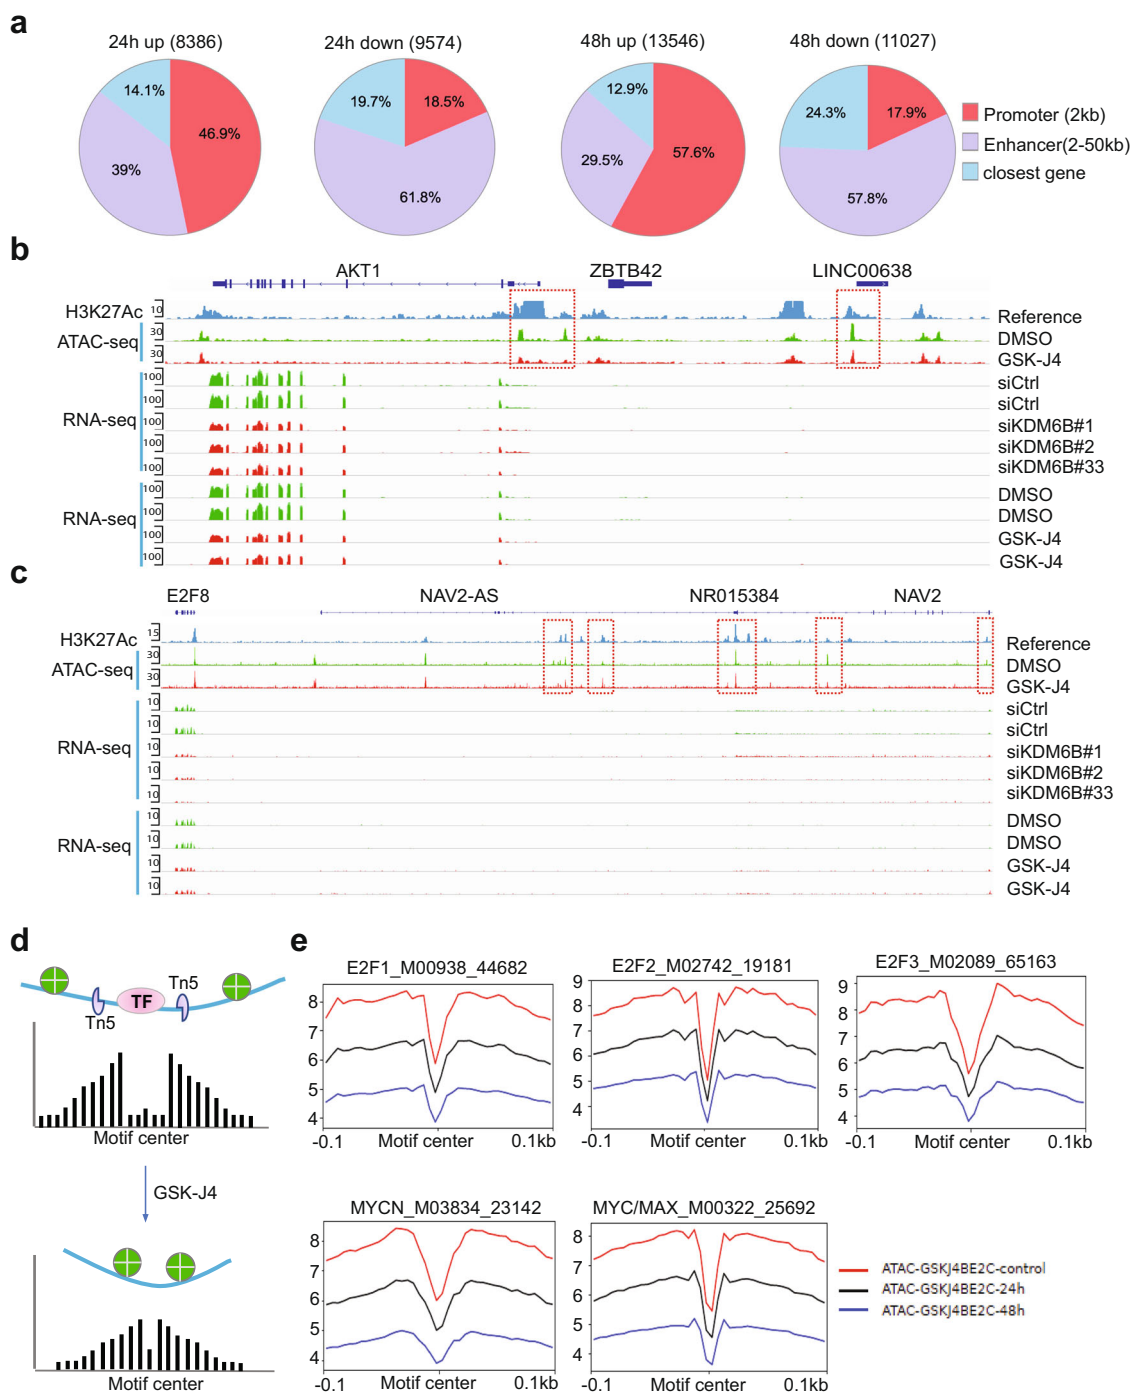 a
24h up (8386)
24h down (9574)
48h up (13546)
48h down (11027)
14.1%
46.9%
39%
19.7%
18.5%
61.8%
12.9%
29.5%
57.6%
24.3%
17.9%
57.8%
Promoter (2kb)
Enhancer(2-50kb)
closest gene
b
AKT1
ZBTB42
LINC00638
H3K27Ac
10
Reference
ATAC-seq
30
DMSO
30
GSK-J4
RNA-seq
100
siCtrl
100
siCtrl
100
siKDM6B#1
100
siKDM6B#2
100
siKDM6B#33
RNA-seq
100
DMSO
100
DMSO
100
GSK-J4
100
GSK-J4
c
E2F8
NAV2-AS
NR015384
NAV2
H3K27Ac
15
Reference
ATAC-seq
30
DMSO
30
GSK-J4
RNA-seq
10
siCtrl
10
siCtrl
10
siKDM6B#1
10
siKDM6B#2
10
siKDM6B#33
RNA-seq
10
DMSO
10
DMSO
10
GSK-J4
10
GSK-J4
d
Tn5
TF
Tn5
Motif center
GSK-J4
Motif center
e
E2F1_M00938_44682
8
7
6
5
4
-0.1
Motif center
0.1kb
E2F2_M02742_19181
9
8
7
6
5
4
-0.1
Motif center
0.1kb
E2F3_M02089_65163
9
8
7
6
5
4
-0.1
Motif center
0.1kb
MYCN_M03834_23142
8
7
6
5
4
-0.1
Motif center
0.1kb
MYC/MAX_M00322_25692
8
7
6
5
4
-0.1
Motif center
0.1kb
ATAC-GSKJ4BE2C-control
ATAC-GSKJ4BE2C-24h
ATAC-GSKJ4BE2C-48h